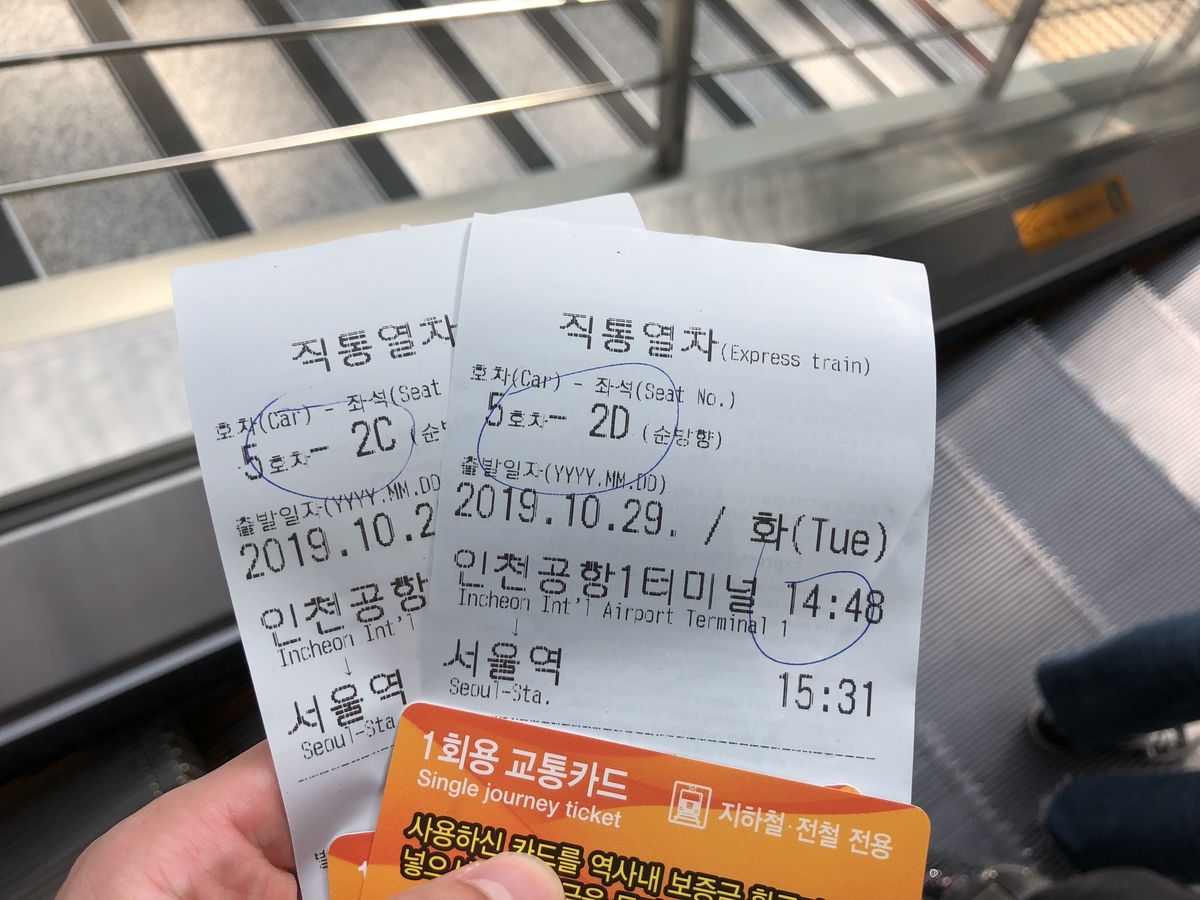 직통열차
호차(Car) - 좌석(Seat
5호차- 2C
출발일자(YYYY.MM.DD
2019.10.2
인천공항
Incheon Int'l
↓
서울역
Seoul-Sta
직통열차(Express train)
호차(Car) - 좌석(Seat No.)
5호차- 2D (순방향)
출발일자(YYYY.MM.DD)
2019.10.29. / 화(Tue)
인천공항1터미널 14:48
Incheon Int'l Airport Terminal 1
↓
서울역 15:31
Seoul-Sta.
1회용 교통카드
Single journey ticket
지하철·전철 전용
사용하신 카드를 역사내 보증금